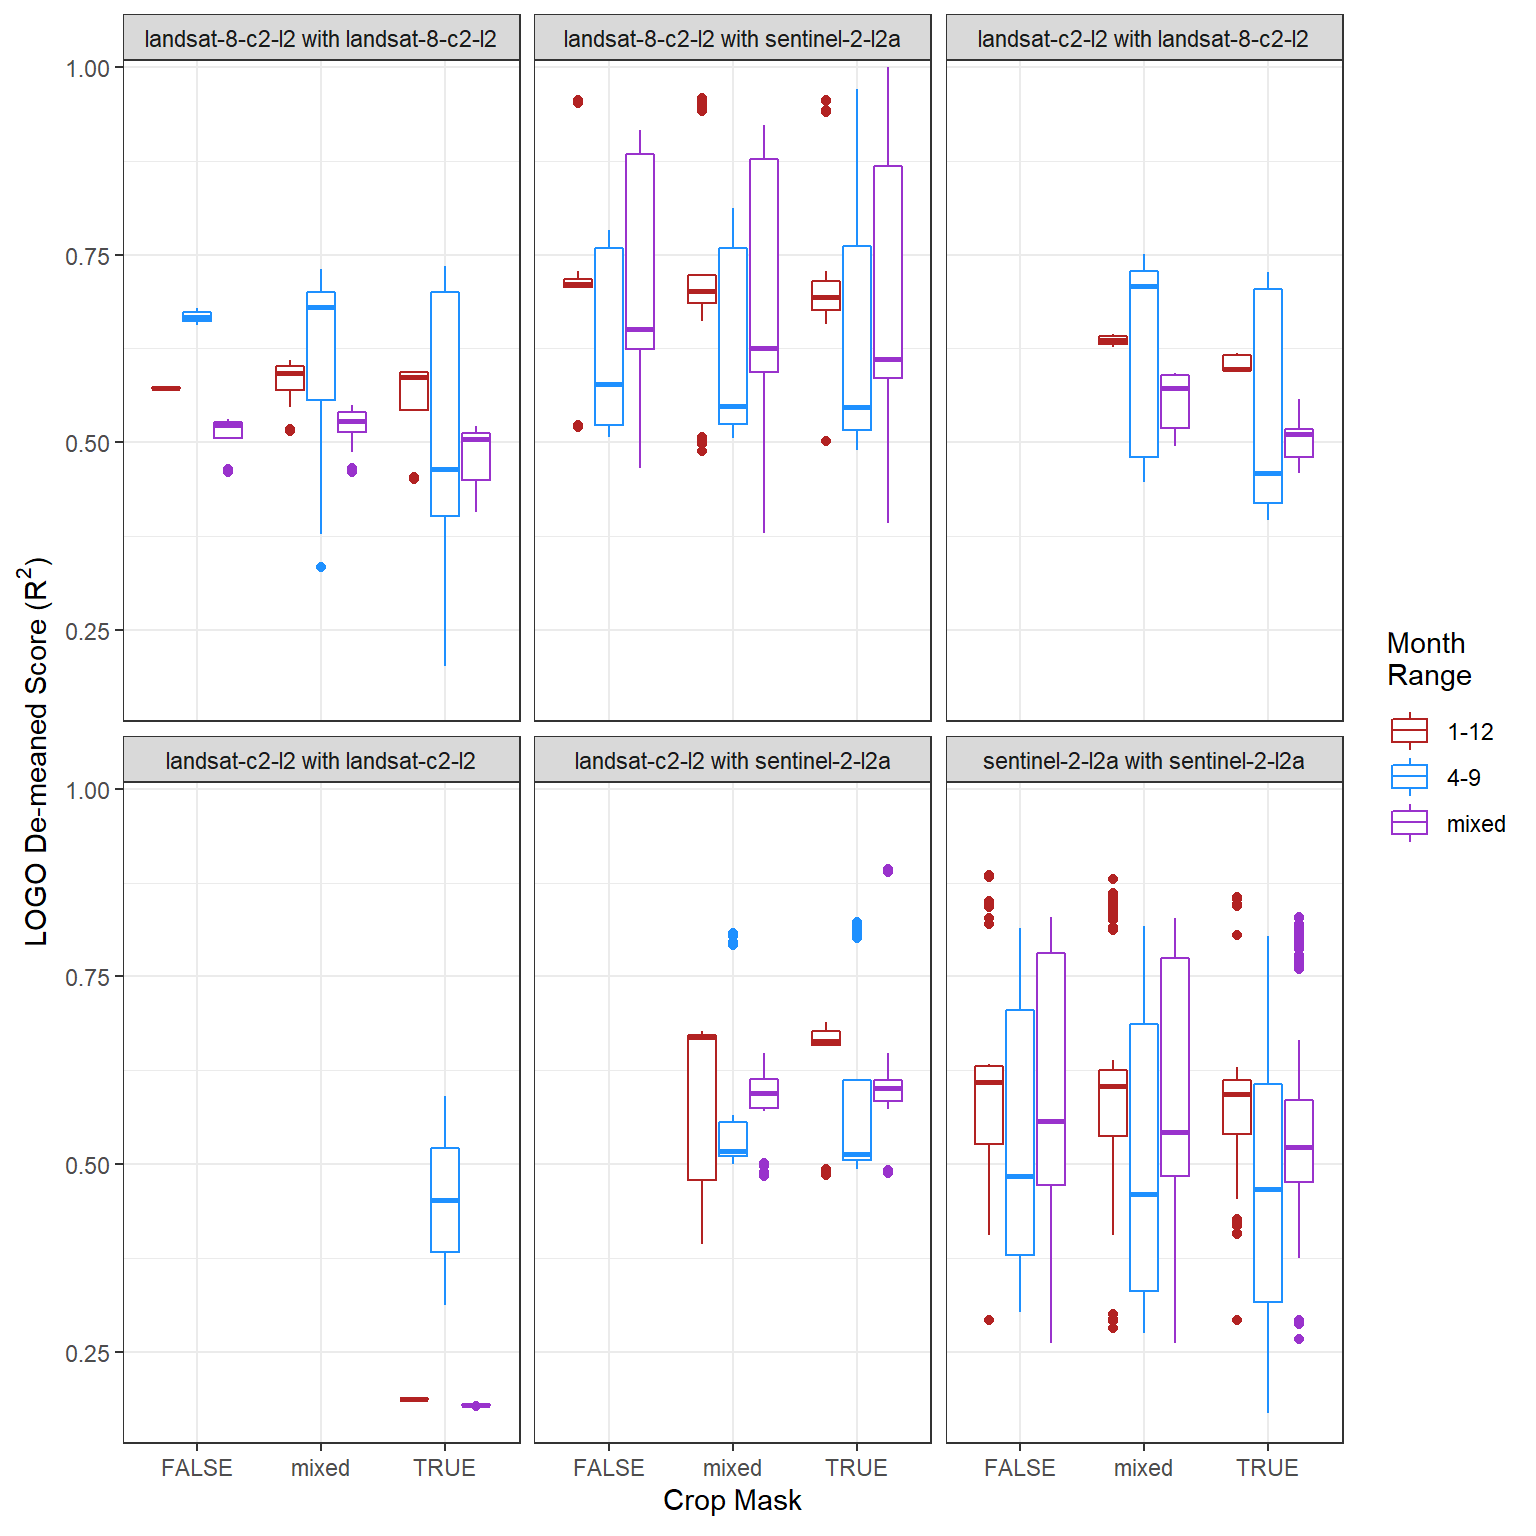 landsat-8-c2-l2 with landsat-8-c2-l2
landsat-8-c2-l2 with sentinel-2-l2a
landsat-c2-l2 with landsat-8-c2-l2
1.00
0.75
0.50
0.25
LOGO De-meaned Score (R²)
landsat-c2-l2 with landsat-c2-l2
landsat-c2-l2 with sentinel-2-l2a
sentinel-2-l2a with sentinel-2-l2a
1.00
0.75
0.50
0.25
FALSE mixed TRUE
FALSE mixed TRUE
FALSE mixed TRUE
Crop Mask
Month
Range
1-12
4-9
mixed